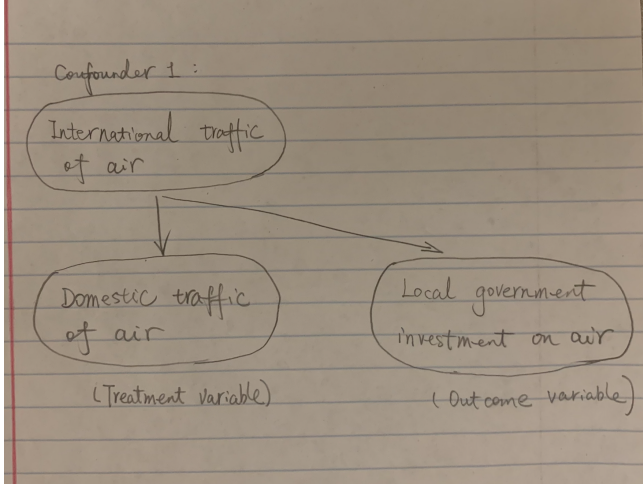 Confounder 1 :
International traffic
of air
Domestic traffic
of air
(Treatment variable)
Local government
investment on air
(Outcome variable)